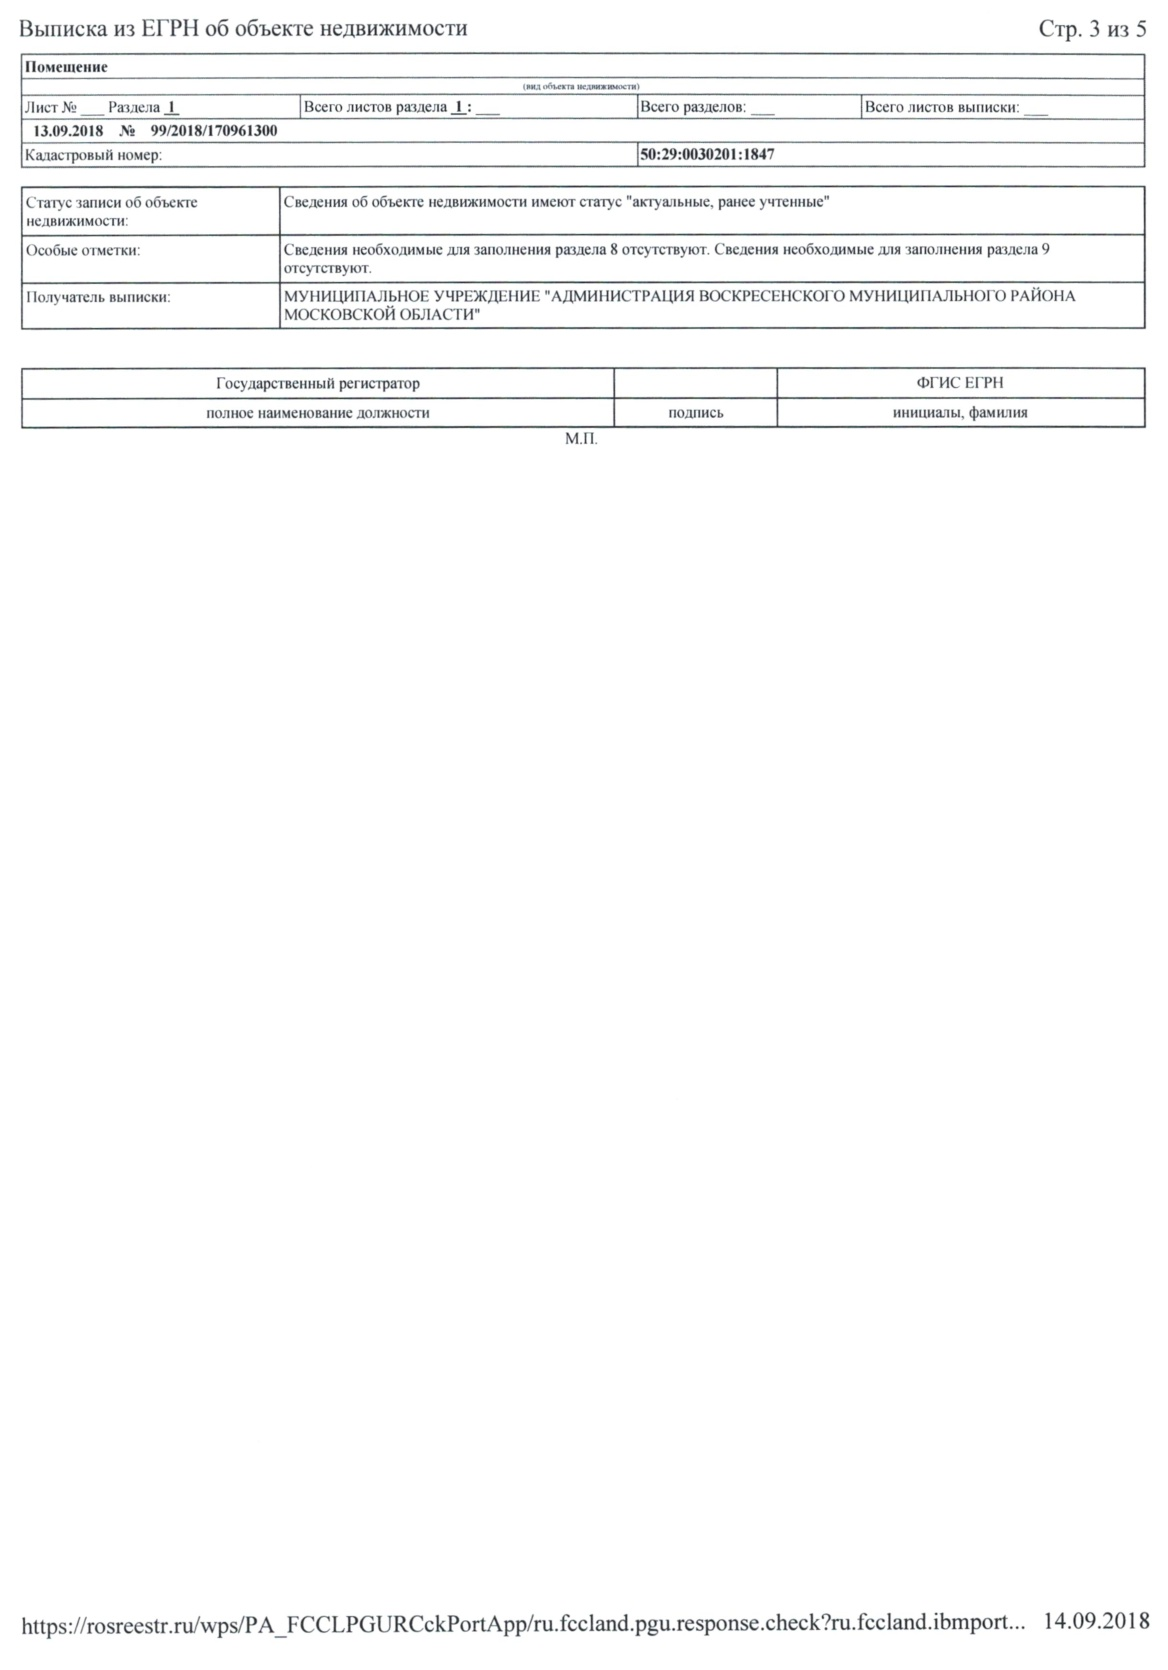 Выписка из ЕГРН об объекте недвижимости Стр. 3 из 5
Помещение
(вид объекта недвижимости)
Лист № ___ Раздела 1 Всего листов раздела 1 : ___ Всего разделов: ___ Всего листов выписки: ___
13.09.2018 № 99/2018/170961300
Кадастровый номер: 50:29:0030201:1847
Статус записи об объекте Сведения об объекте недвижимости имеют статус "актуальные, ранее учтенные"
недвижимости:
Особые отметки: Сведения необходимые для заполнения раздела 8 отсутствуют. Сведения необходимые для заполнения раздела 9
отсутствуют.
Получатель выписки: МУНИЦИПАЛЬНОЕ УЧРЕЖДЕНИЕ "АДМИНИСТРАЦИЯ ВОСКРЕСЕНСКОГО МУНИЦИПАЛЬНОГО РАЙОНА
МОСКОВСКОЙ ОБЛАСТИ"
Государственный регистратор ФГИС ЕГРН
полное наименование должности подпись инициалы, фамилия
М.П.
https://rosreestr.ru/wps/PA_FCCLPGURCckPortApp/ru.fccland.pgu.response.check?ru.fccland.ibmport... 14.09.2018